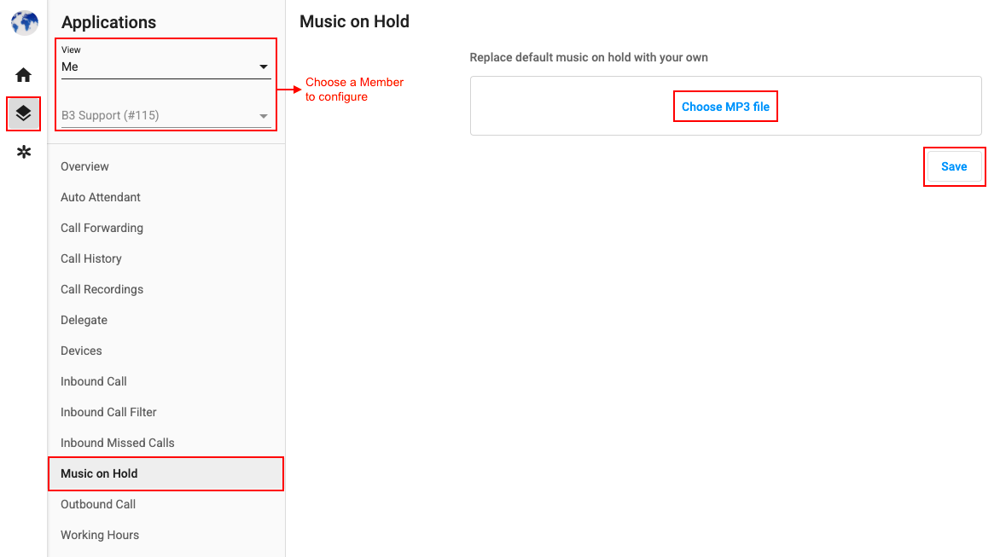 Applications
View
Me
B3 Support (#115)
Choose a Member
to configure
Overview
Auto Attendant
Call Forwarding
Call History
Call Recordings
Delegate
Devices
Inbound Call
Inbound Call Filter
Inbound Missed Calls
Music on Hold
Outbound Call
Working Hours
Music on Hold
Replace default music on hold with your own
Choose MP3 file
Save